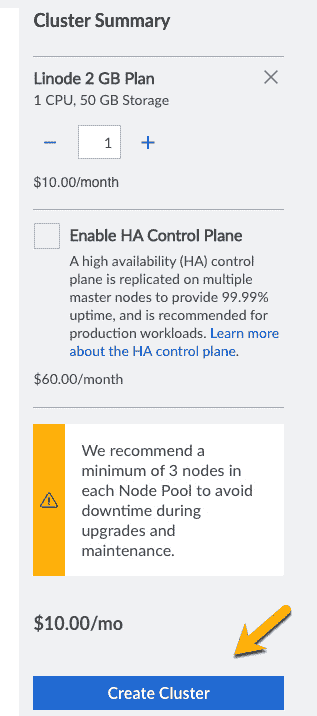 Cluster Summary
Linode 2 GB Plan
1 CPU, 50 GB Storage
1
$10.00/month
Enable HA Control Plane
A high availability (HA) control
plane is replicated on multiple
master nodes to provide 99.99%
uptime, and is recommended for
production workloads. Learn more
about the HA control plane.
$60.00/month
We recommend a
minimum of 3 nodes in
each Node Pool to avoid
downtime during
upgrades and
maintenance.
$10.00/mo
Create Cluster